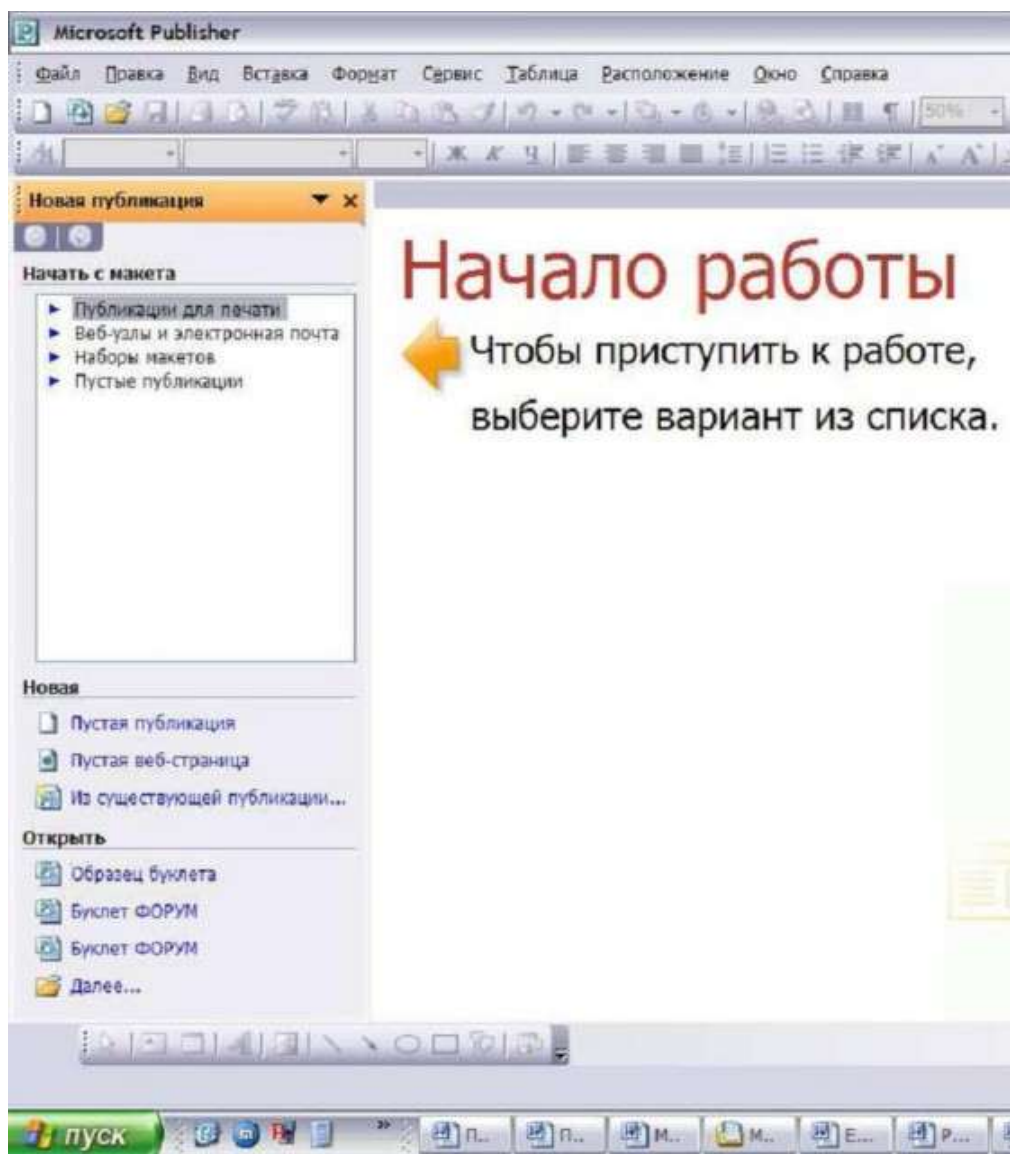 Microsoft Publisher
Файл Правка Вид Вставка Формат Сервис Таблица Расположение Окно Справка
50%
Ж К Ч
Новая публикация
Начать с макета
Публикации для печати
Веб-узлы и электронная почта
Наборы макетов
Пустые публикации
Начало работы
Чтобы приступить к работе,
выберите вариант из списка.
Новая
Пустая публикация
Пустая веб-страница
Из существующей публикации...
Открыть
Образец буклета
Буклет ФОРУМ
Буклет ФОРУМ
Далее...
пуск
П... П... М... М... Е... Р...